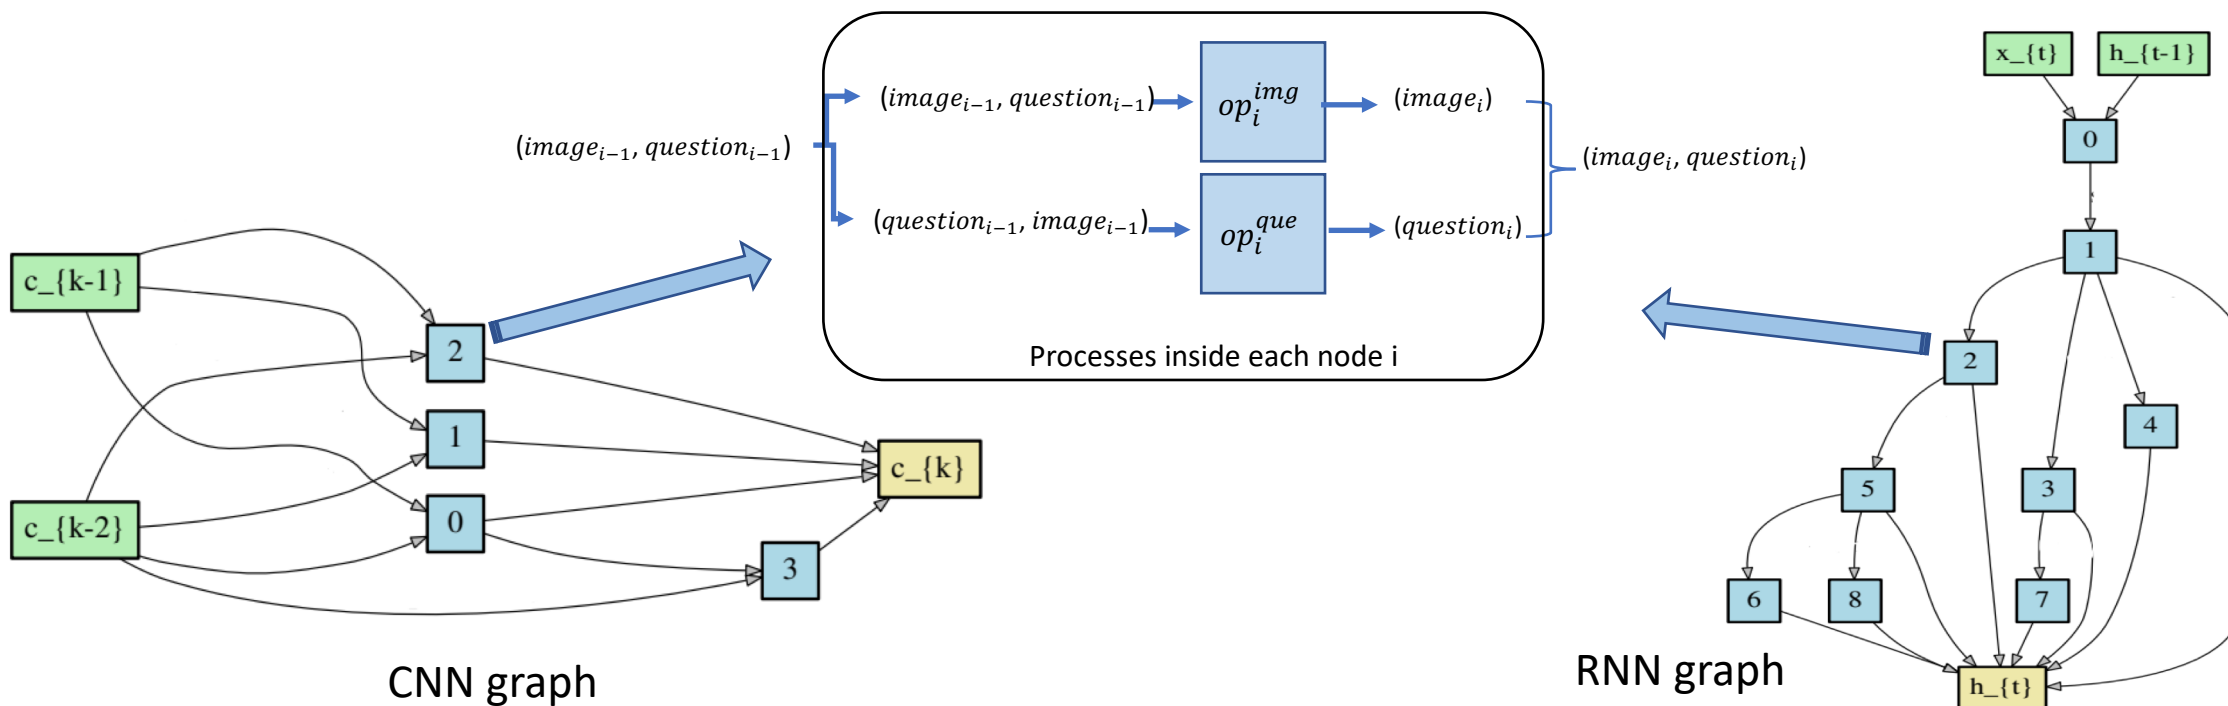 (image_{i−1}, question_{i−1})
(image_{i−1}, question_{i−1})
op_i^{img}
(image_i)
(question_{i−1}, image_{i−1})
op_i^{que}
(question_i)
(image_i, question_i)
Processes inside each node i
c_{k-1}
c_{k-2}
2
1
0
3
c_{k}
CNN graph
x_{t}
h_{t-1}
0
1
2
4
5
3
6
8
7
h_{t}
RNN graph